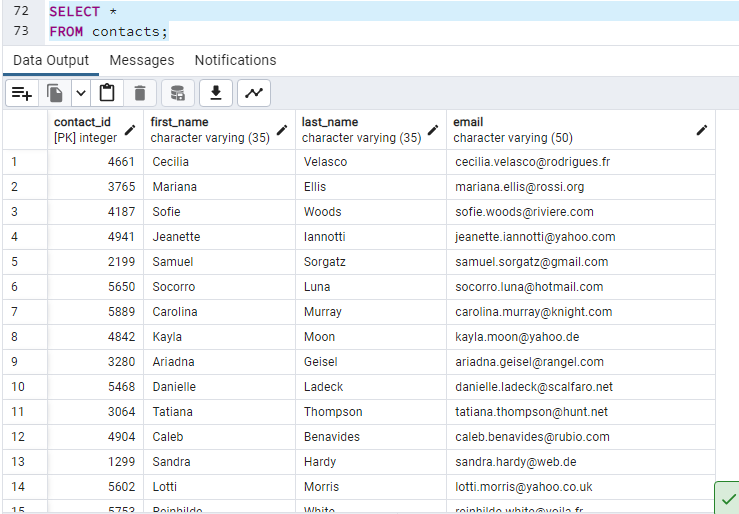 72 SELECT *
73 FROM contacts;
Data Output Messages Notifications
contact_id first_name last_name email
[PK] integer character varying (35) character varying (35) character varying (50)
1 4661 Cecilia Velasco cecilia.velasco@rodrigues.fr
2 3765 Mariana Ellis mariana.ellis@rossi.org
3 4187 Sofie Woods sofie.woods@riviere.com
4 4941 Jeanette Iannotti jeanette.iannotti@yahoo.com
5 2199 Samuel Sorgatz samuel.sorgatz@gmail.com
6 5650 Socorro Luna socorro.luna@hotmail.com
7 5889 Carolina Murray carolina.murray@knight.com
8 4842 Kayla Moon kayla.moon@yahoo.de
9 3280 Ariadna Geisel ariadna.geisel@rangel.com
10 5468 Danielle Ladeck danielle.ladeck@scalfaro.net
11 3064 Tatiana Thompson tatiana.thompson@hunt.net
12 4904 Caleb Benavides caleb.benavides@rubio.com
13 1299 Sandra Hardy sandra.hardy@web.de
14 5602 Lotti Morris lotti.morris@yahoo.co.uk
15 5753 Reinhilde White reinhilde.white@voila.fr